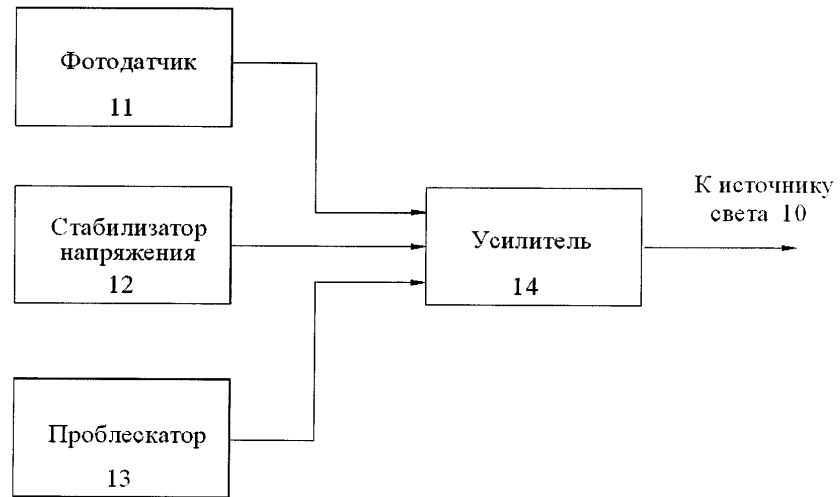 Фотодатчик
11
Стабилизатор
напряжения
12
Проблескатор
13
Усилитель
14
К источнику
света 10